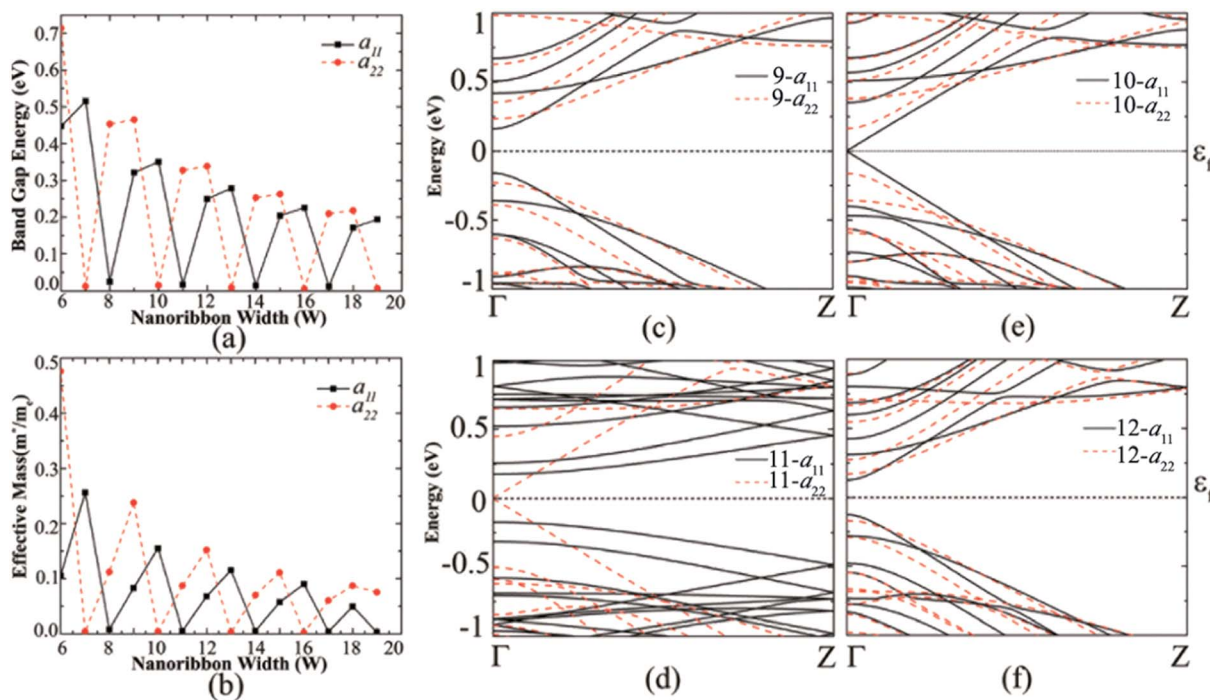 0.7
0.6
0.5
0.4
0.3
0.2
0.1
0.0
Band Gap Energy (eV)
a11
a22
6 8 10 12 14 16 18 20
Nanoribbon Width (W)
(a)
0.5
0.4
0.3
0.2
0.1
0.0
Effective Mass(m*/me)
a11
a22
6 8 10 12 14 16 18 20
Nanoribbon Width (W)
(b)
1
0.5
0
-0.5
-1
Energy (eV)
9-a11
9-a22
Γ Z
(c)
10-a11
10-a22
εf
Γ Z
(e)
1
0.5
0
-0.5
-1
Energy (eV)
11-a11
11-a22
Γ Z
(d)
12-a11
12-a22
εf
Γ Z
(f)